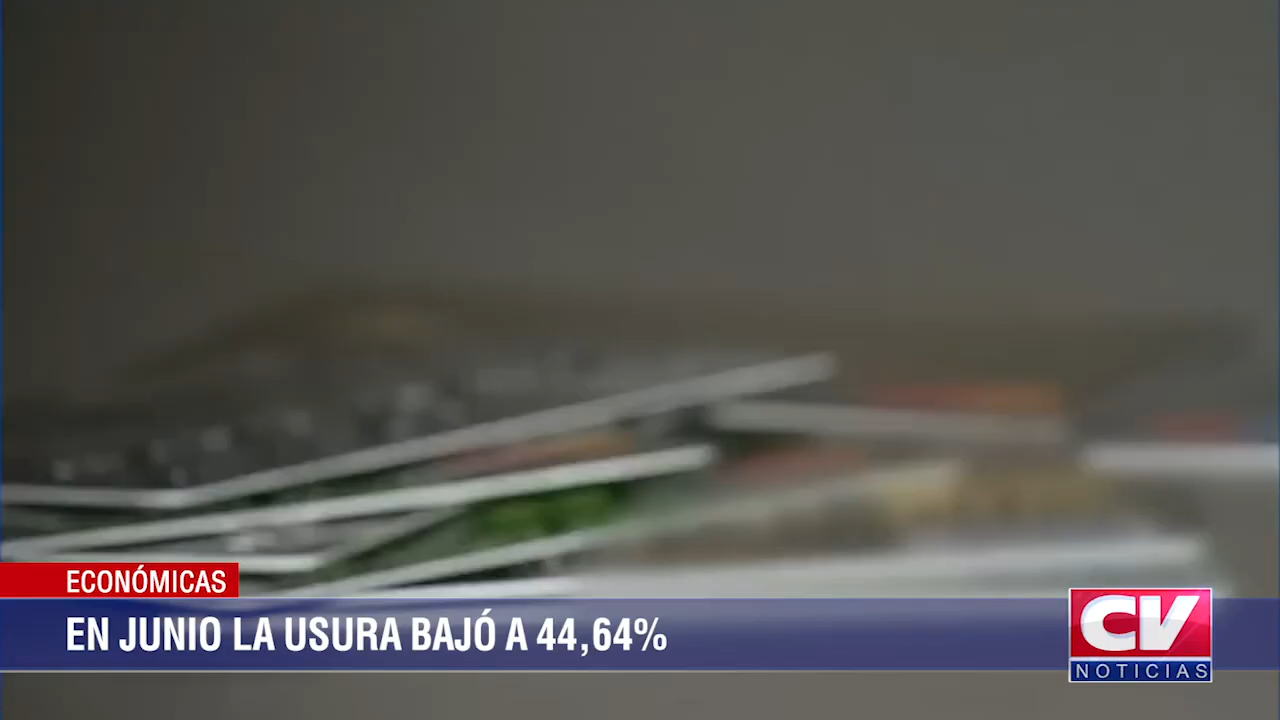 ECONÓMICAS
EN JUNIO LA USURA BAJÓ A 44,64%
CV
NOTICIAS